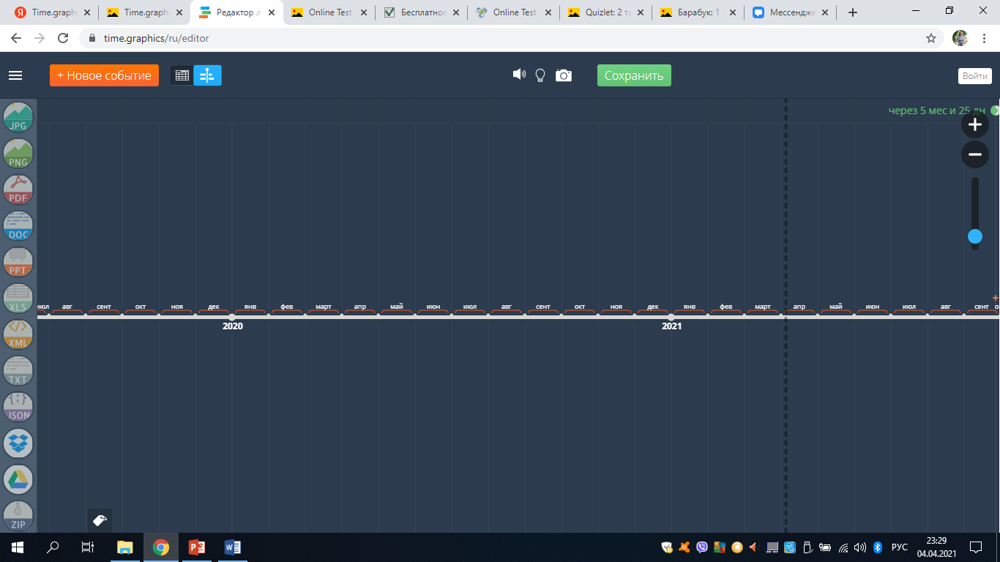 Time.graph
Time.graph
Редактор л
Online Test
Бесплатное
Online Test
Quizlet: 2 т
Барабук: 1
Мессендже
time.graphics/ru/editor
+ Новое событие
Сохранить
Войти
через 5 мес и 25 дн
JPG
PNG
PDF
DOC
PPT
XLS
XML
TXT
JSON
ZIP
июл авг сент окт ноя дек янв фев март апр май июн июл авг сент окт ноя дек янв фев март апр май июн июл авг сент о
2020 2021
РУС
23:29
04.04.2021